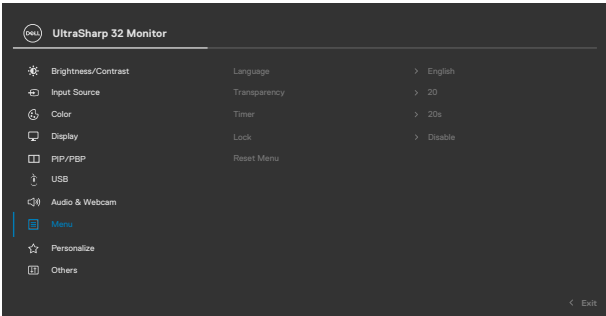 DELL UltraSharp 32 Monitor
Brightness/Contrast Language > English
Input Source Transparency > 20
Color Timer > 20s
Display Lock > Disable
PIP/PBP Reset Menu
USB
Audio & Webcam
Menu
Personalize
Others
< Exit